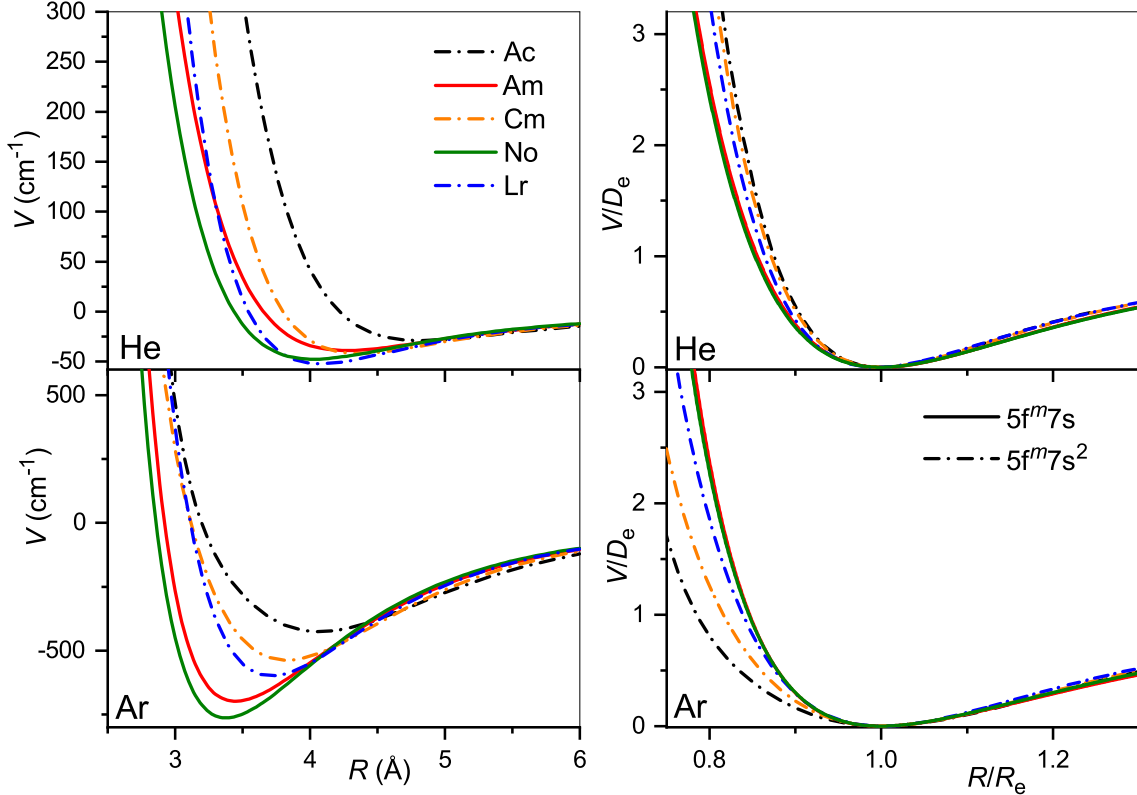 300
250
200
150
100
50
0
-50
V (cm⁻¹)
Ac
Am
Cm
No
Lr
He
3
2
1
0
V/Dₑ
He
500
0
-500
V (cm⁻¹)
Ar
3 4 5 6
R (Å)
3
2
1
0
V/Dₑ
5fᵐ7s
5fᵐ7s²
Ar
0.8 1.0 1.2
R/Rₑ